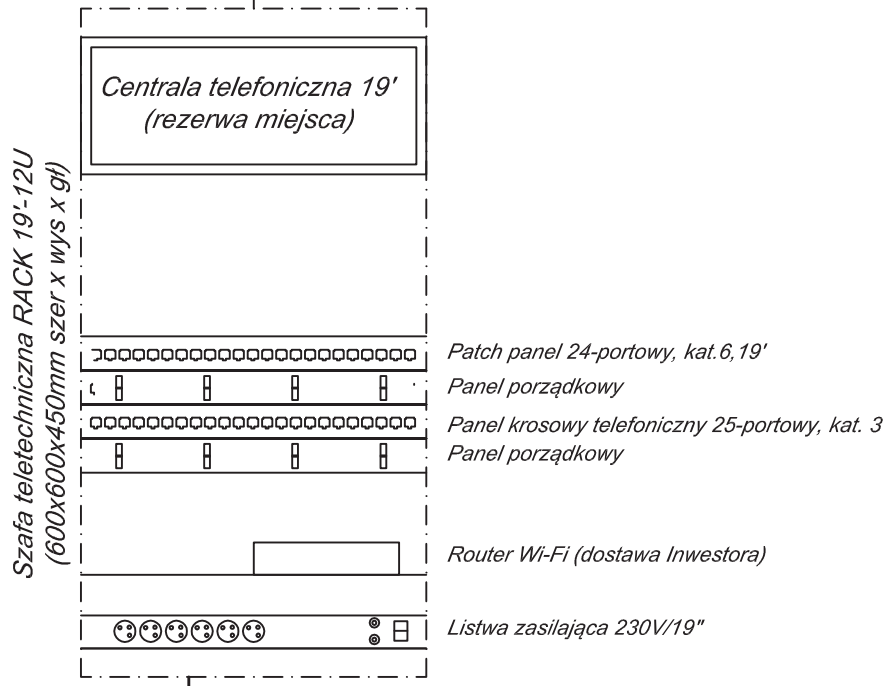 Centrala telefoniczna 19'
(rezerwa miejsca)
Szafa teletechniczna RACK 19'-12U
(600x600x450mm szer x wys x gł)
Patch panel 24-portowy, kat.6,19'
Panel porządkowy
Panel krosowy telefoniczny 25-portowy, kat. 3
Panel porządkowy
Router Wi-Fi (dostawa Inwestora)
Listwa zasilająca 230V/19"